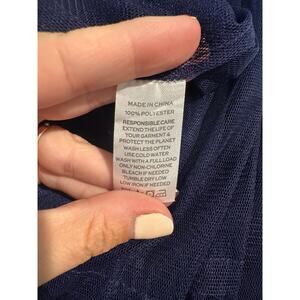 MADE IN CHINA
100% POLYESTER
RESPONSIBLE CARE
EXTEND THE LIFE OF
YOUR GARMENT &
PROTECT THE PLANET
WASH LESS OFTEN
USE COLD WATER
WASH WITH A FULL LOAD
ONLY NON-CHLORINE
BLEACH IF NEEDED
TUMBLE DRY LOW
LOW IRON IF NEEDED